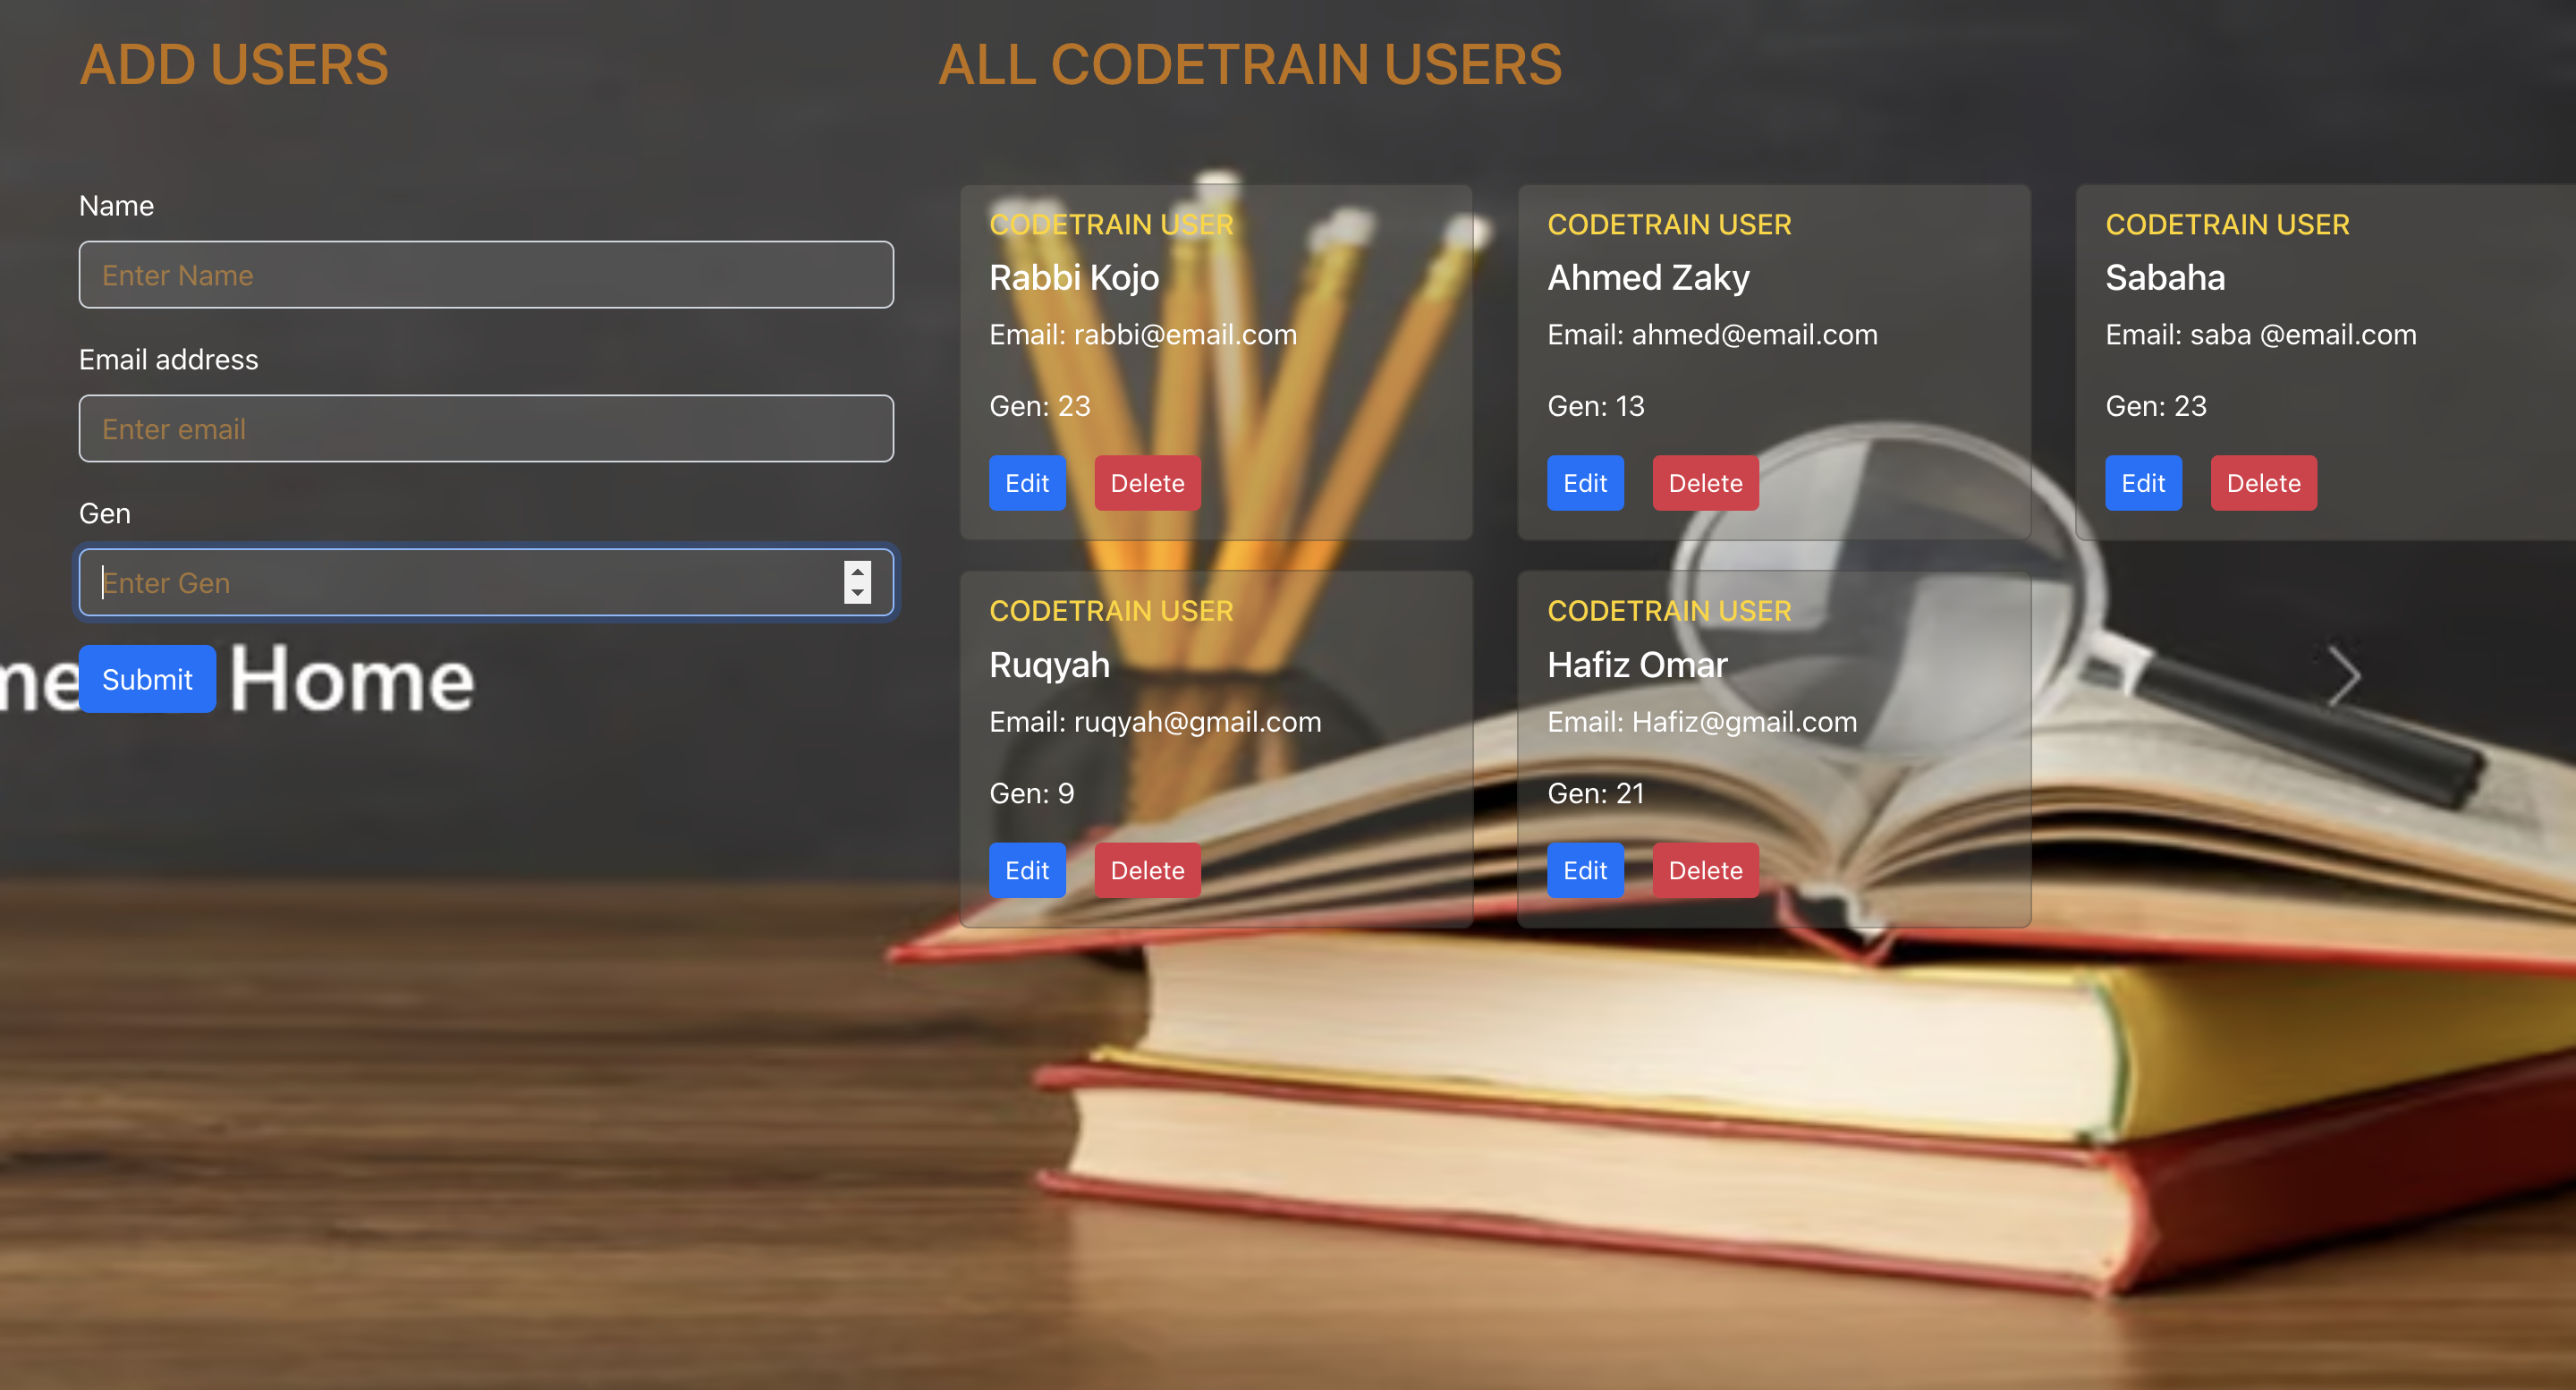 ADD USERS
Name
Enter Name
Email address
Enter email
Gen
Enter Gen
Submit
me Home
ALL CODETRAIN USERS
CODETRAIN USER
Rabbi Kojo
Email: rabbi@email.com
Gen: 23
Edit Delete
CODETRAIN USER
Ahmed Zaky
Email: ahmed@email.com
Gen: 13
Edit Delete
CODETRAIN USER
Sabaha
Email: saba @email.com
Gen: 23
Edit Delete
CODETRAIN USER
Ruqyah
Email: ruqyah@gmail.com
Gen: 9
Edit Delete
CODETRAIN USER
Hafiz Omar
Email: Hafiz@gmail.com
Gen: 21
Edit Delete